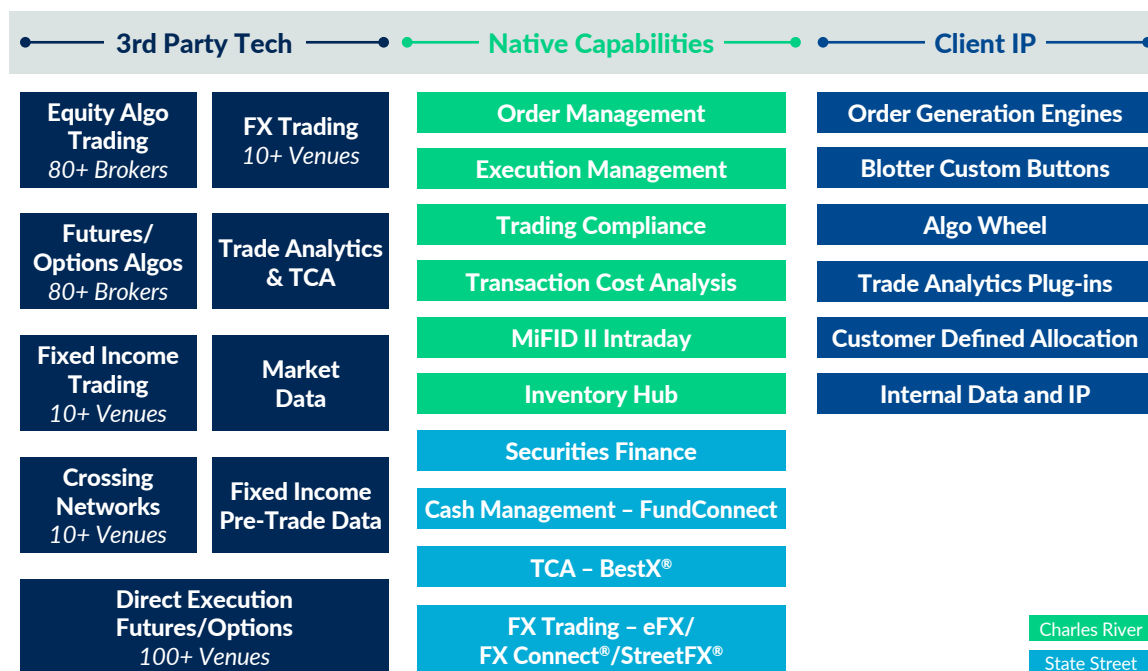 3rd Party Tech
Native Capabilities
Client IP
Equity Algo
Trading
80+ Brokers
FX Trading
10+ Venues
Futures/
Options Algos
80+ Brokers
Trade Analytics
& TCA
Fixed Income
Trading
10+ Venues
Market
Data
Crossing
Networks
10+ Venues
Fixed Income
Pre-Trade Data
Direct Execution
Futures/Options
100+ Venues
Order Management
Execution Management
Trading Compliance
Transaction Cost Analysis
MiFID II Intraday
Inventory Hub
Securities Finance
Cash Management – FundConnect
TCA – BestX®
FX Trading – eFX/
FX Connect®/StreetFX®
Order Generation Engines
Blotter Custom Buttons
Algo Wheel
Trade Analytics Plug-ins
Customer Defined Allocation
Internal Data and IP
Charles River
State Street